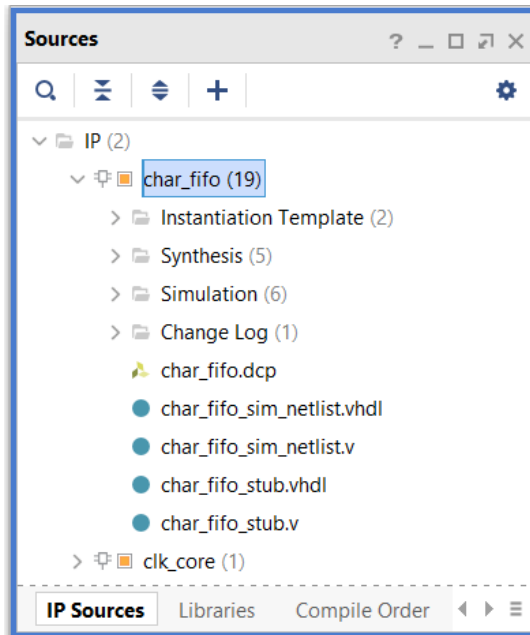 Sources
IP (2)
char_fifo (19)
Instantiation Template (2)
Synthesis (5)
Simulation (6)
Change Log (1)
char_fifo.dcp
char_fifo_sim_netlist.vhdl
char_fifo_sim_netlist.v
char_fifo_stub.vhdl
char_fifo_stub.v
clk_core (1)
IP Sources Libraries Compile Order